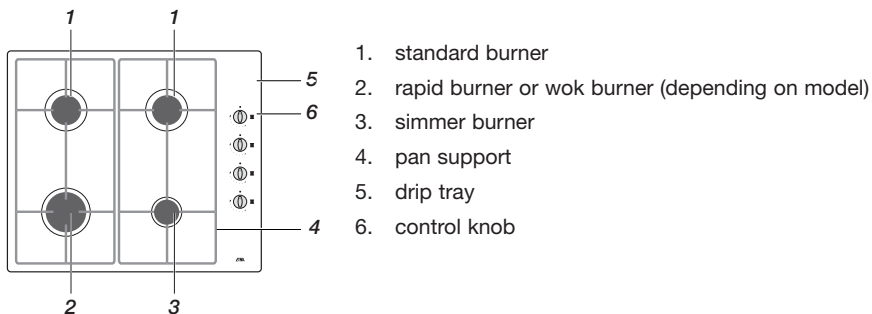 1 1
1. standard burner
5
2. rapid burner or wok burner (depending on model)
6
3. simmer burner
4. pan support
5. drip tray
4
6. control knob
2 3